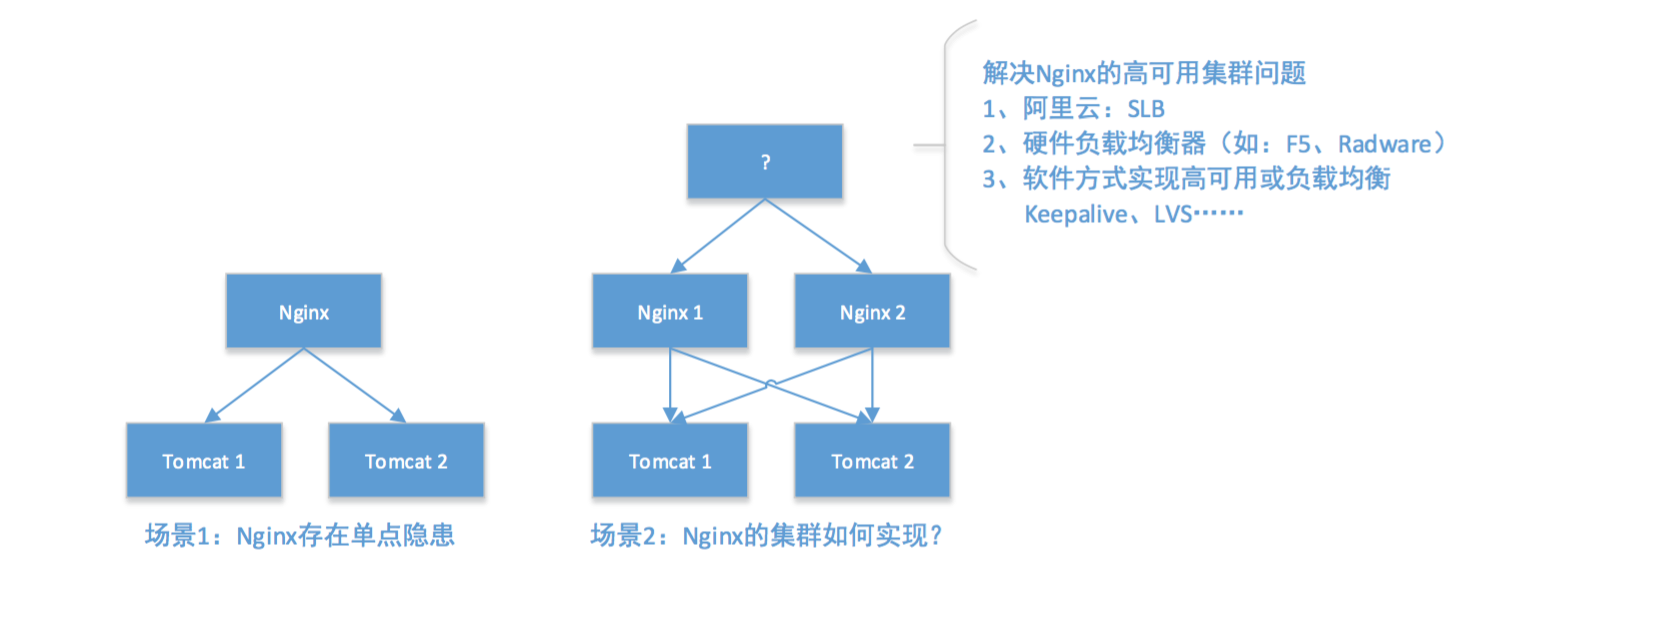 解决Nginx的高可用集群问题
1、阿里云：SLB
2、硬件负载均衡器（如：F5、Radware）
3、软件方式实现高可用或负载均衡
Keepalive、LVS……
?
Nginx
Nginx 1
Nginx 2
Tomcat 1
Tomcat 2
Tomcat 1
Tomcat 2
场景1：Nginx存在单点隐患
场景2：Nginx的集群如何实现？